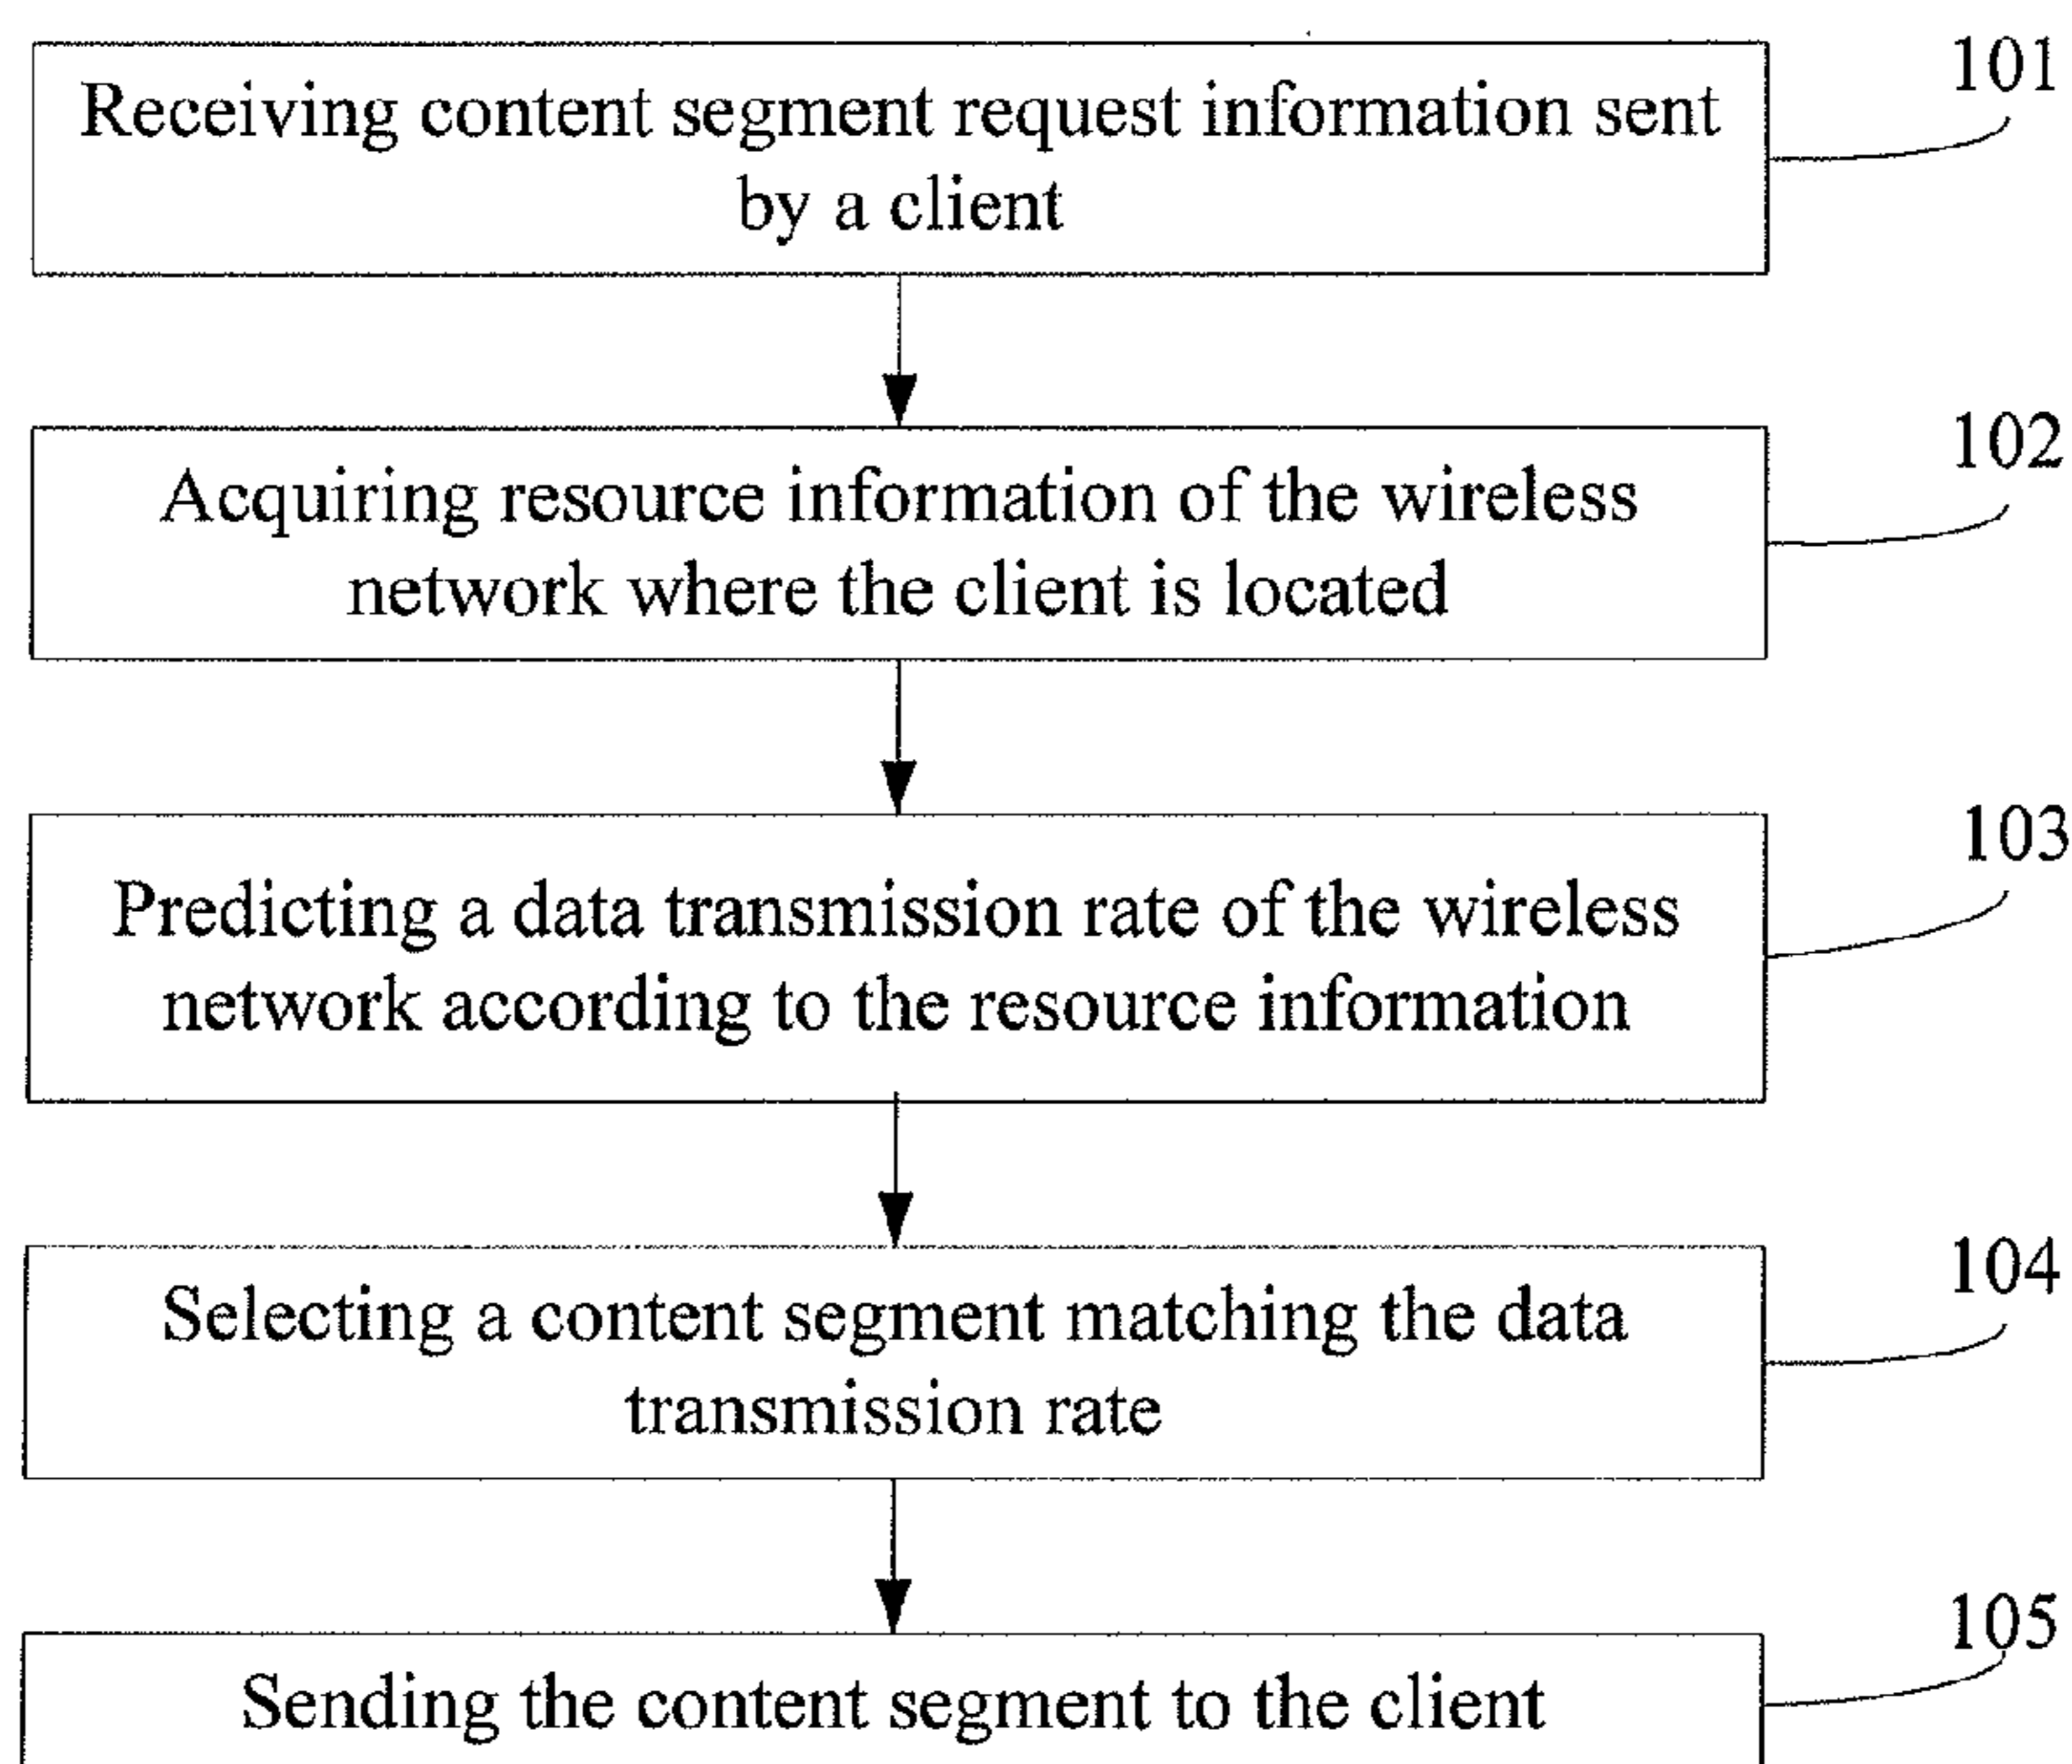 Receiving content segment request information sent
by a client
101
Acquiring resource information of the wireless
network where the client is located
102
Predicting a data transmission rate of the wireless
network according to the resource information
103
Selecting a content segment matching the data
transmission rate
104
Sending the content segment to the client
105